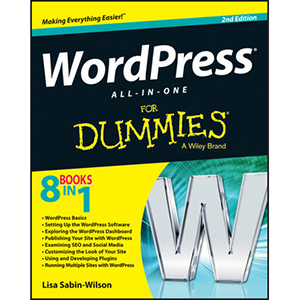 Making Everything Easier!™
2nd Edition
WordPress®
ALL-IN-ONE
FOR
DUMMIES®
A Wiley Brand
8 BOOKS
IN 1
• WordPress Basics
• Setting Up the WordPress Software
• Exploring the WordPress Dashboard
• Publishing Your Site with WordPress
• Examining SEO and Social Media
• Customizing the Look of Your Site
• Using and Developing Plugins
• Running Multiple Sites with WordPress
Lisa Sabin-Wilson
W